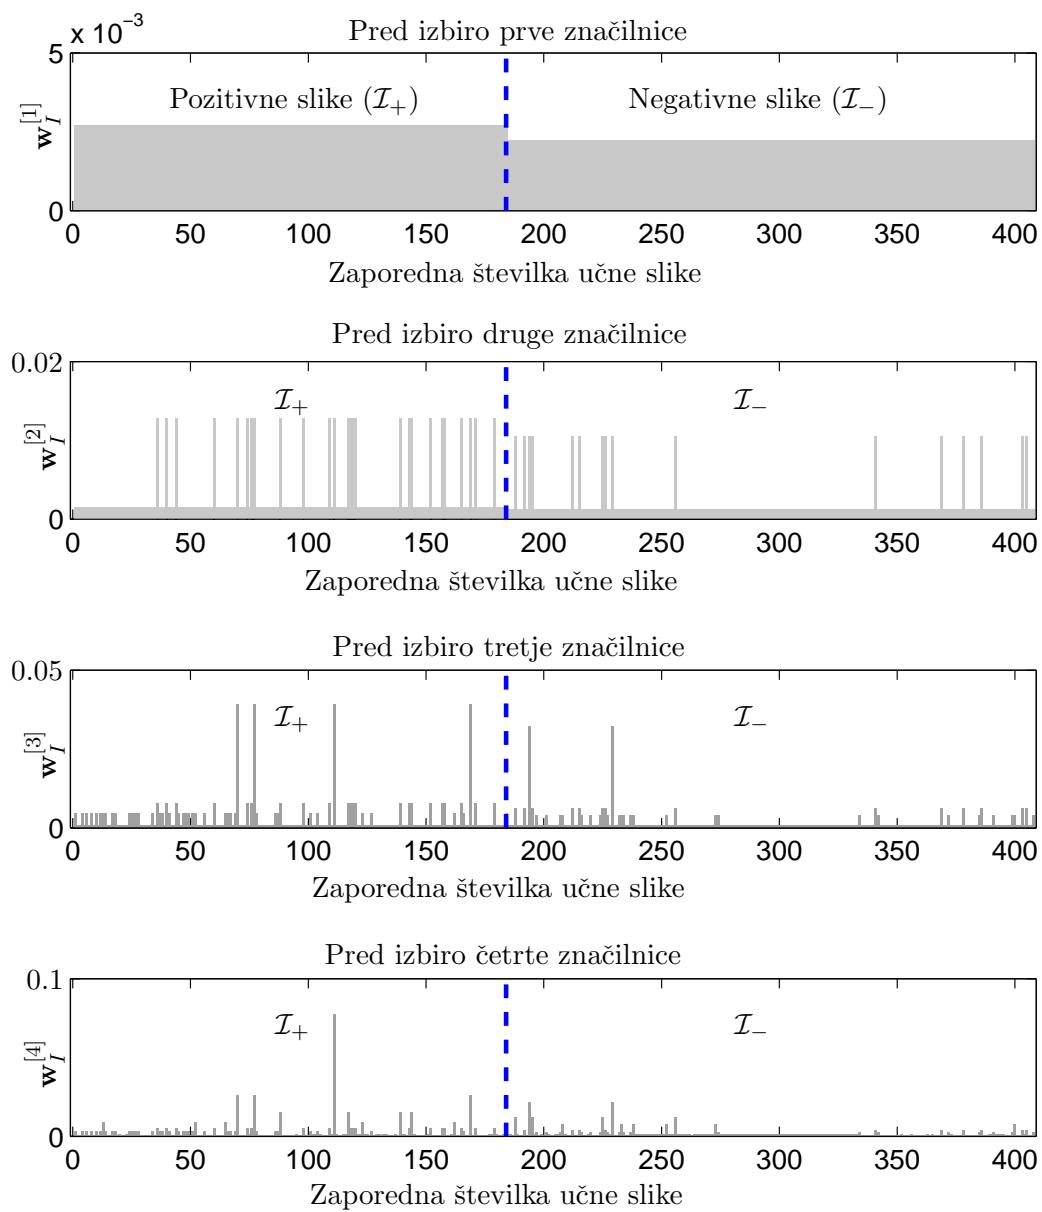 x 10⁻³
Pred izbiro prve značilnice
5
Pozitivne slike (ℐ₊)
Negativne slike (ℐ₋)
w_I^[1]
0
0 50 100 150 200 250 300 350 400
Zaporedna številka učne slike
Pred izbiro druge značilnice
0.02
ℐ₊
ℐ₋
w_I^[2]
0
0 50 100 150 200 250 300 350 400
Zaporedna številka učne slike
Pred izbiro tretje značilnice
0.05
ℐ₊
ℐ₋
w_I^[3]
0
0 50 100 150 200 250 300 350 400
Zaporedna številka učne slike
Pred izbiro četrte značilnice
0.1
ℐ₊
ℐ₋
w_I^[4]
0
0 50 100 150 200 250 300 350 400
Zaporedna številka učne slike